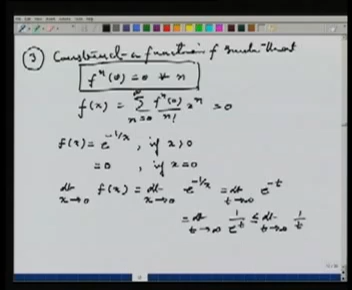 ③ Construct a function f such that
fⁿ(0) = 0 ∀ n
f(x) = ∑_{n=0}^{∞} fⁿ(0)/n! xⁿ = 0
f(x) = e^{-1/x}, if x > 0
= 0, if x = 0
lt_{x→0} f(x) = lt_{x→0} e^{-1/x} = lt_{t→∞} e^{-t}
= lt_{t→∞} 1/e^t ≤ lt_{t→∞} 1/t